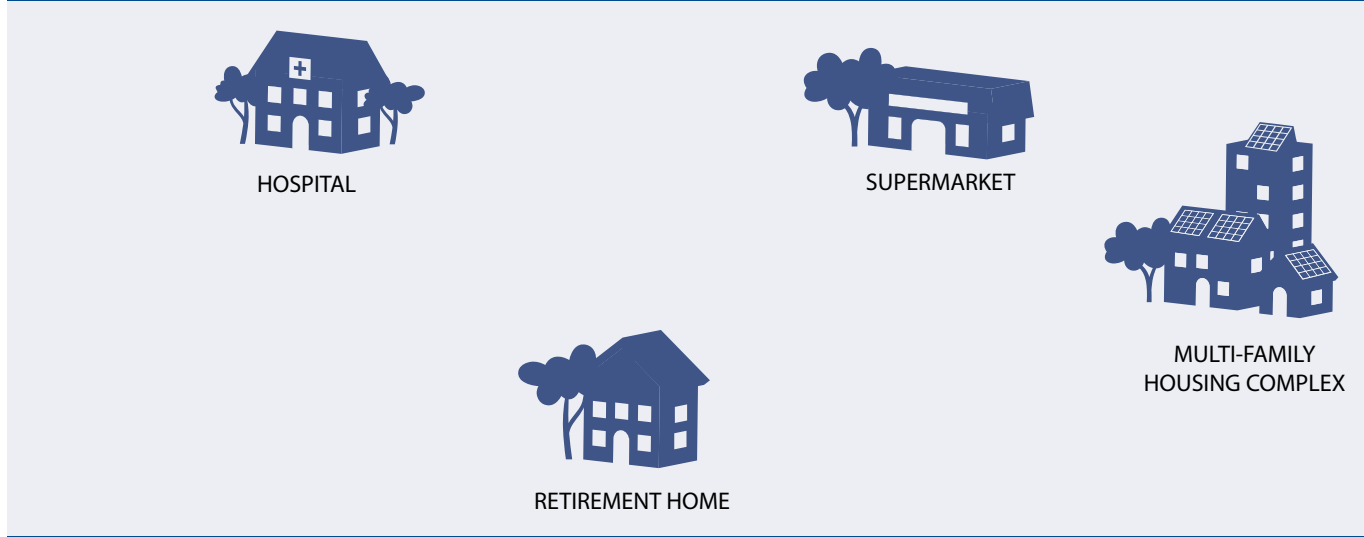 HOSPITAL
SUPERMARKET
MULTI-FAMILY
HOUSING COMPLEX
RETIREMENT HOME